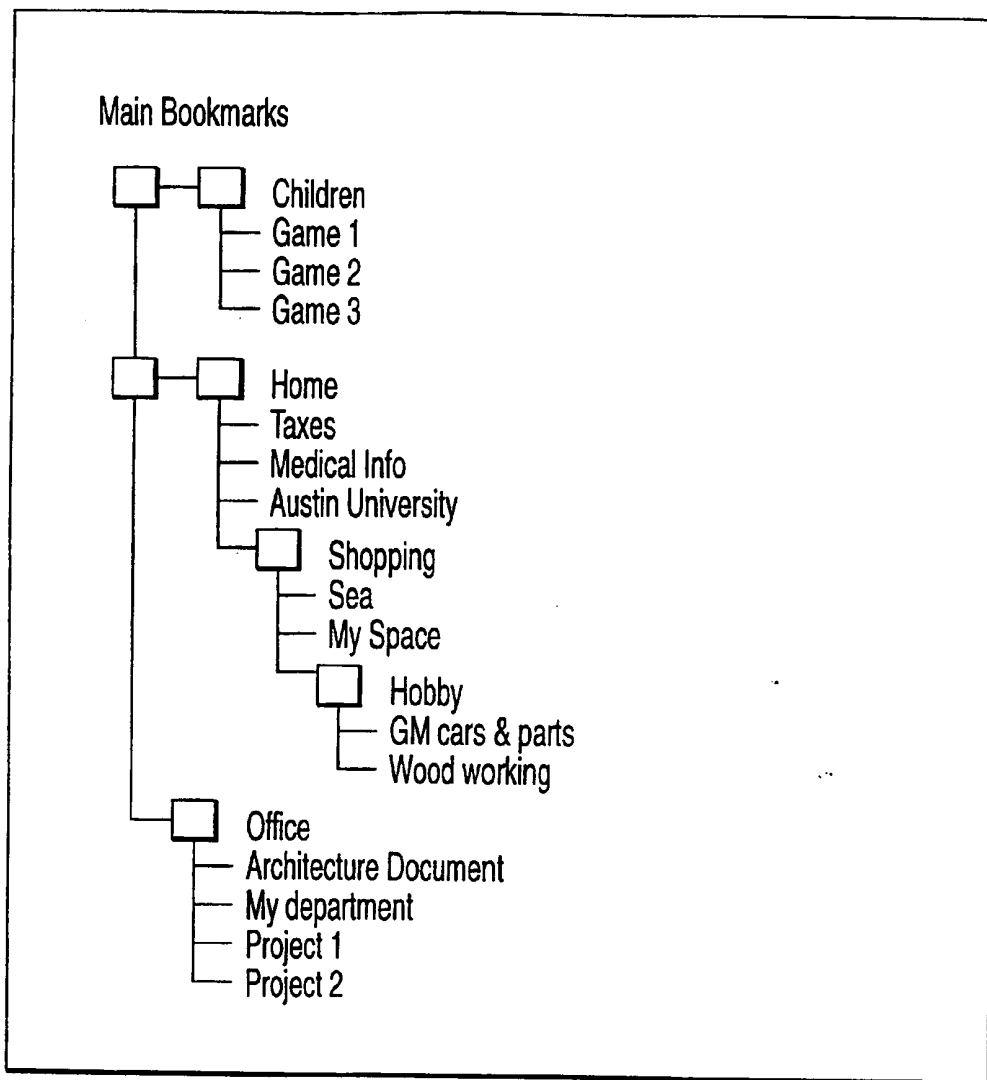 Main Bookmarks
Children
Game 1
Game 2
Game 3
Home
Taxes
Medical Info
Austin University
Shopping
Sea
My Space
Hobby
GM cars & parts
Wood working
Office
Architecture Document
My department
Project 1
Project 2